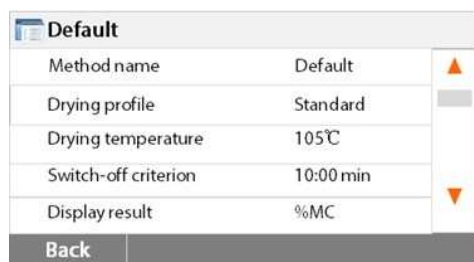 Default
Method name Default
Drying profile Standard
Drying temperature 105℃
Switch-off criterion 10:00 min
Display result %MC
Back